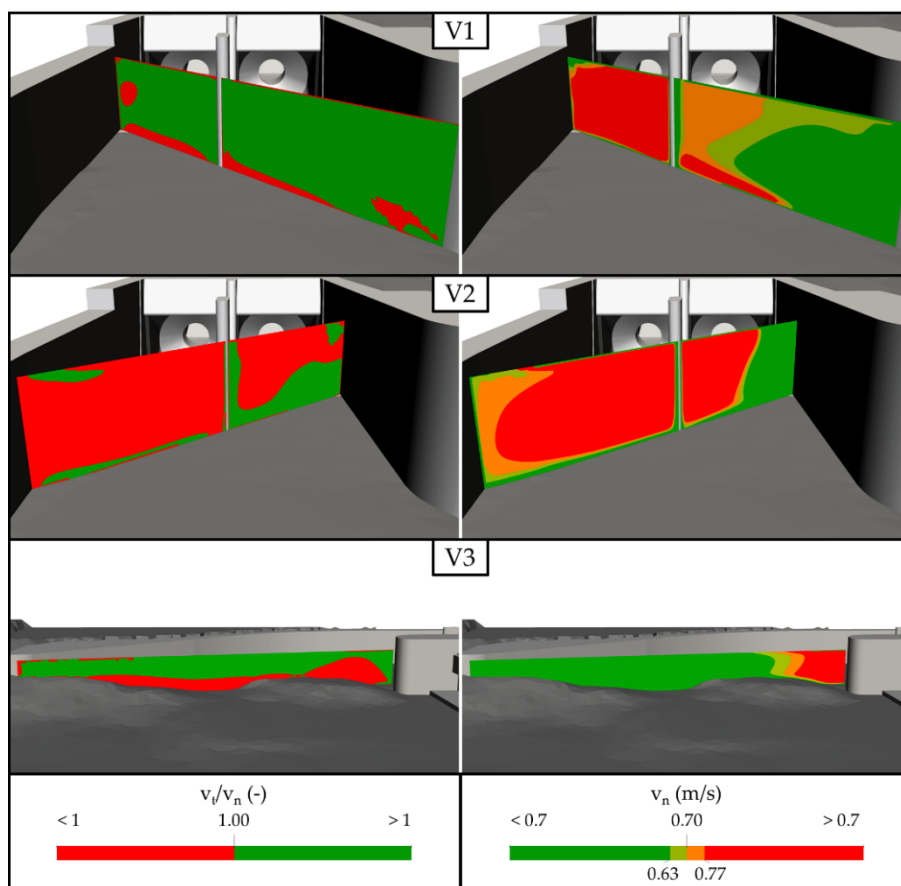 V1
V2
V3
vₜ/vₙ (-)
< 1 1.00 > 1
vₙ (m/s)
< 0.7 0.70 > 0.7
0.63 0.77